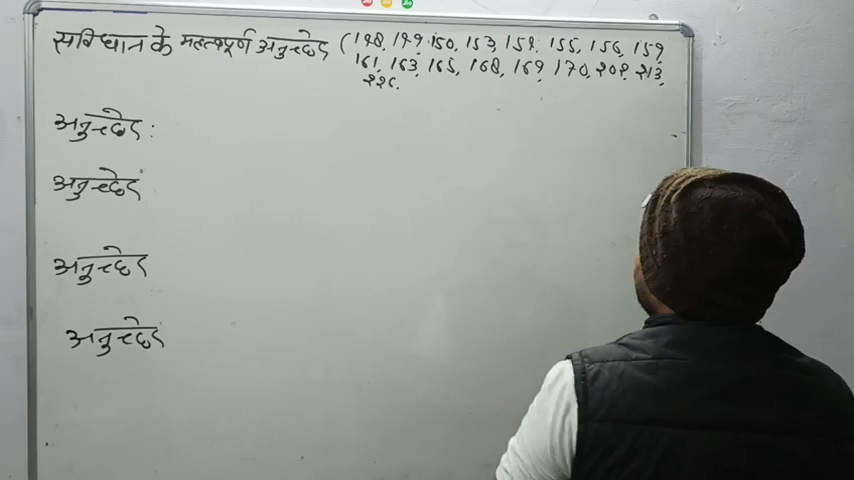 संविधान के महत्वपूर्ण अनुच्छेद (148, 149, 150, 153, 154, 155, 156, 159,
161, 163, 165, 168, 169, 170, 202, 213,
226.
अनुच्छेद :
अनुच्छेद
अनुच्छेद
अनुच्छेद